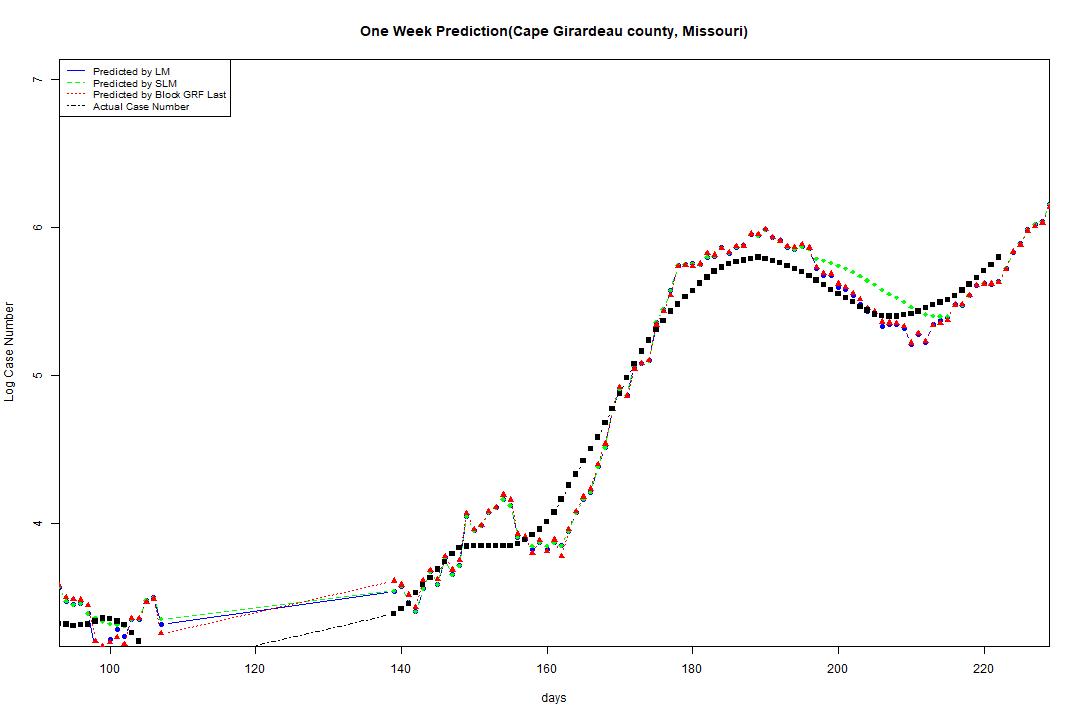 One Week Prediction(Cape Girardeau county, Missouri)
Predicted by LM
Predicted by SLM
Predicted by Block GRF Last
Actual Case Number
7
6
5
4
Log Case Number
100 120 140 160 180 200 220
days